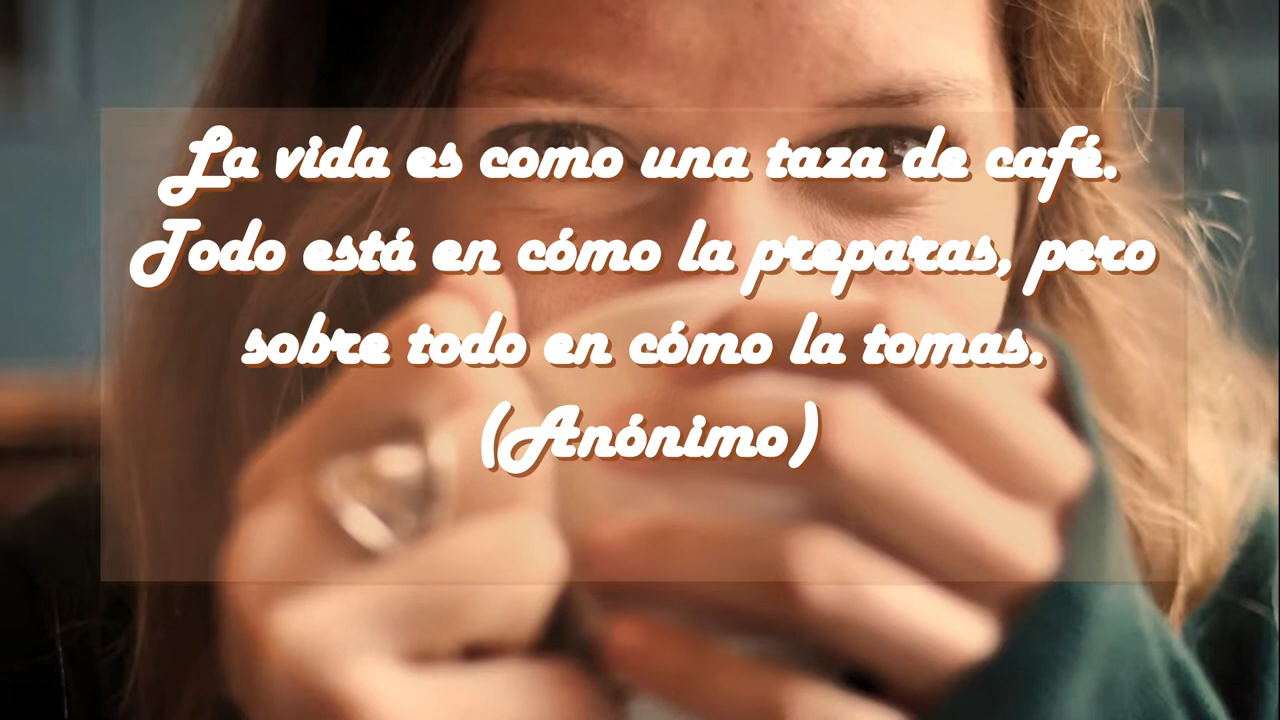 La vida es como una taza de café.
Todo está en cómo la preparas, pero
sobre todo en cómo la tomas.
(Anónimo)